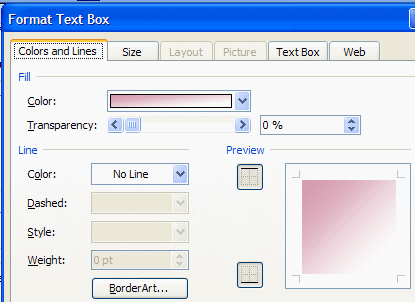 Format Text Box
Colors and Lines Size Layout Picture Text Box Web
Fill
Color:
Transparency: 0 %
Line Preview
Color: No Line
Dashed:
Style:
Weight: 0 pt
BorderArt...